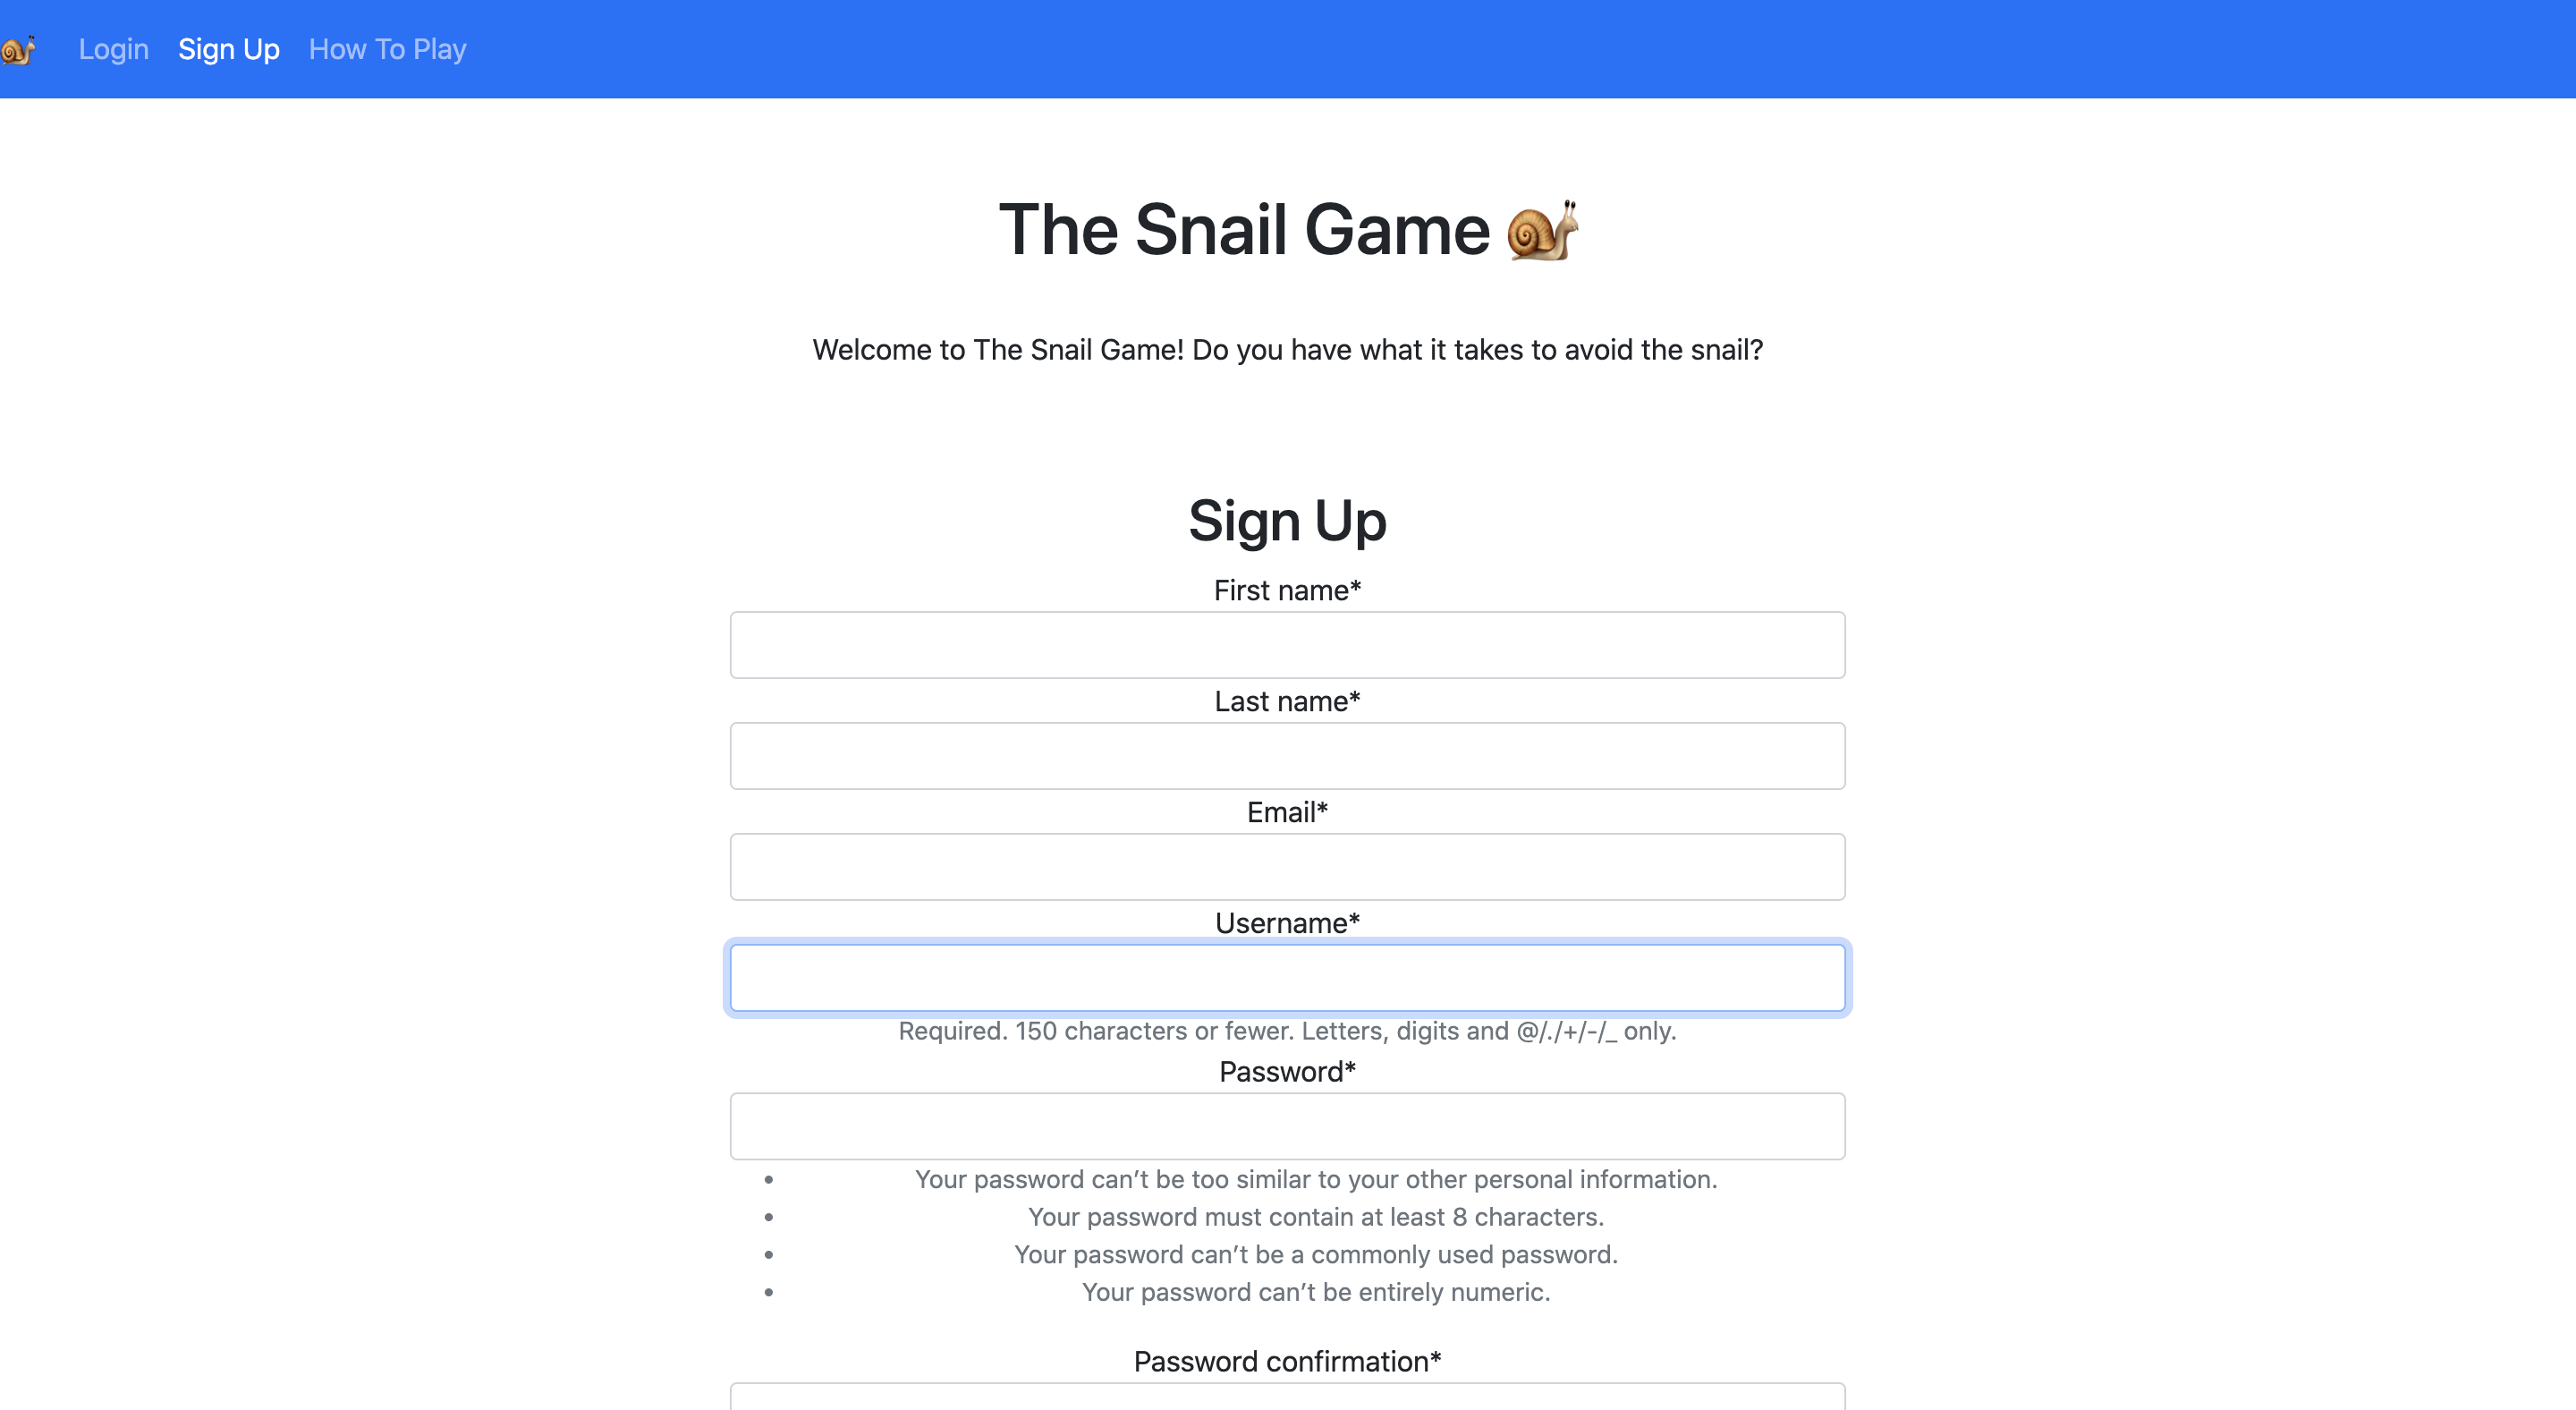 Login Sign Up How To Play
The Snail Game 🐌
Welcome to The Snail Game! Do you have what it takes to avoid the snail?
Sign Up
First name*
Last name*
Email*
Username*
Required. 150 characters or fewer. Letters, digits and @/./+/-/_ only.
Password*
• Your password can’t be too similar to your other personal information.
• Your password must contain at least 8 characters.
• Your password can’t be a commonly used password.
• Your password can’t be entirely numeric.
Password confirmation*